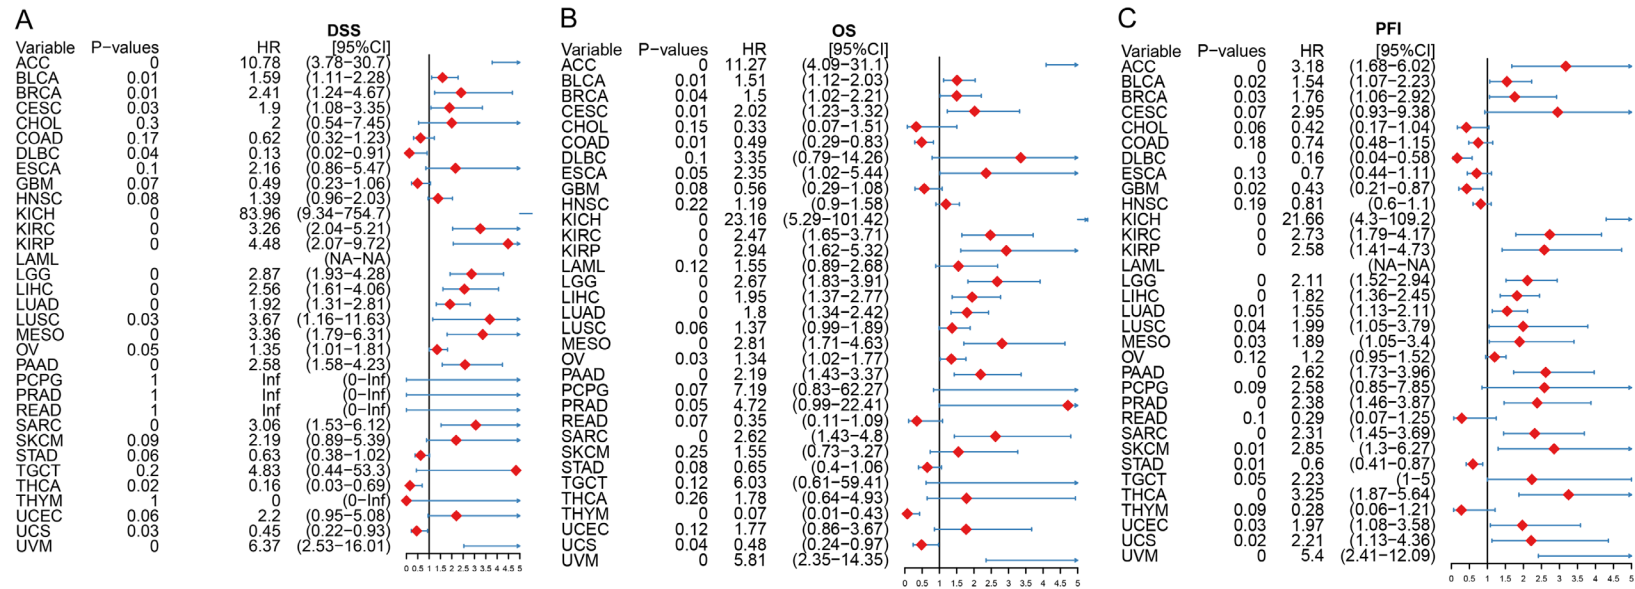 A
DSS
Variable P−values HR [95%CI]
ACC 0 10.78 (3.78−30.7)
BLCA 0.01 1.59 (1.11−2.28)
BRCA 0.01 2.41 (1.24−4.67)
CESC 0.03 1.9 (1.08−3.35)
CHOL 0.3 2 (0.54−7.45)
COAD 0.17 0.62 (0.32−1.23)
DLBC 0.04 0.13 (0.02−0.91)
ESCA 0.1 2.16 (0.86−5.47)
GBM 0.07 0.49 (0.23−1.06)
HNSC 0.08 1.39 (0.96−2.03)
KICH 0 83.96 (9.34−754.7)
KIRC 0 3.26 (2.04−5.21)
KIRP 0 4.48 (2.07−9.72)
LAML (NA−NA)
LGG 0 2.87 (1.93−4.28)
LIHC 0 2.56 (1.61−4.06)
LUAD 0 1.92 (1.31−2.81)
LUSC 0.03 3.67 (1.16−11.63)
MESO 0 3.36 (1.79−6.31)
OV 0.05 1.35 (1.01−1.81)
PAAD 0 2.58 (1.58−4.23)
PCPG 1 Inf (0−Inf)
PRAD 1 Inf (0−Inf)
READ 1 Inf (0−Inf)
SARC 0 3.06 (1.53−6.12)
SKCM 0.09 2.19 (0.89−5.39)
STAD 0.06 0.63 (0.38−1.02)
TGCT 0.2 4.83 (0.44−53.3)
THCA 0.02 0.16 (0.03−0.69)
THYM 1 0 (0−Inf)
UCEC 0.06 2.2 (0.95−5.08)
UCS 0.03 0.45 (0.22−0.93)
UVM 0 6.37 (2.53−16.01)
0 0.5 1 1.5 2 2.5 3 3.5 4 4.5 5
B
OS
Variable P−values HR [95%CI]
ACC 0 11.27 (4.09−31.1)
BLCA 0.01 1.51 (1.12−2.03)
BRCA 0.04 1.5 (1.02−2.21)
CESC 0.01 2.02 (1.23−3.32)
CHOL 0.15 0.33 (0.07−1.51)
COAD 0.01 0.49 (0.29−0.83)
DLBC 0.1 3.35 (0.79−14.26)
ESCA 0.05 2.35 (1.02−5.44)
GBM 0.08 0.56 (0.29−1.08)
HNSC 0.22 1.19 (0.9−1.58)
KICH 0 23.16 (5.29−101.42)
KIRC 0 2.47 (1.65−3.71)
KIRP 0 2.94 (1.62−5.32)
LAML 0.12 1.55 (0.89−2.68)
LGG 0 2.67 (1.83−3.91)
LIHC 0 1.95 (1.37−2.77)
LUAD 0 1.8 (1.34−2.42)
LUSC 0.06 1.37 (0.99−1.89)
MESO 0 2.81 (1.71−4.63)
OV 0.03 1.34 (1.02−1.77)
PAAD 0 2.19 (1.43−3.37)
PCPG 0.07 7.19 (0.83−62.27)
PRAD 0.05 4.72 (0.99−22.41)
READ 0.07 0.35 (0.11−1.09)
SARC 0 2.62 (1.43−4.8)
SKCM 0.25 1.55 (0.73−3.27)
STAD 0.08 0.65 (0.4−1.06)
TGCT 0.12 6.03 (0.61−59.41)
THCA 0.26 1.78 (0.64−4.93)
THYM 0 0.07 (0.01−0.43)
UCEC 0.12 1.77 (0.86−3.67)
UCS 0.04 0.48 (0.24−0.97)
UVM 0 5.81 (2.35−14.35)
0 0.5 1 1.5 2 2.5 3 3.5 4 4.5 5
C
PFI
Variable P−values HR [95%CI]
ACC 0 3.18 (1.68−6.02)
BLCA 0.02 1.54 (1.07−2.23)
BRCA 0.03 1.76 (1.06−2.92)
CESC 0.07 2.95 (0.93−9.38)
CHOL 0.06 0.42 (0.17−1.04)
COAD 0.18 0.74 (0.48−1.15)
DLBC 0 0.16 (0.04−0.58)
ESCA 0.13 0.7 (0.44−1.11)
GBM 0.02 0.43 (0.21−0.87)
HNSC 0.19 0.81 (0.6−1.1)
KICH 0 21.66 (4.3−109.2)
KIRC 0 2.73 (1.79−4.17)
KIRP 0 2.58 (1.41−4.73)
LAML (NA−NA)
LGG 0 2.11 (1.52−2.94)
LIHC 0 1.82 (1.36−2.45)
LUAD 0.01 1.55 (1.13−2.11)
LUSC 0.04 1.99 (1.05−3.79)
MESO 0.03 1.89 (1.05−3.4)
OV 0.12 1.2 (0.95−1.52)
PAAD 0 2.62 (1.73−3.96)
PCPG 0.09 2.58 (0.85−7.85)
PRAD 0 2.38 (1.46−3.87)
READ 0.1 0.29 (0.07−1.25)
SARC 0 2.31 (1.45−3.69)
SKCM 0.01 2.85 (1.3−6.27)
STAD 0.01 0.6 (0.41−0.87)
TGCT 0.05 2.23 (1−5)
THCA 0 3.25 (1.87−5.64)
THYM 0.09 0.28 (0.06−1.21)
UCEC 0.03 1.97 (1.08−3.58)
UCS 0.02 2.21 (1.13−4.36)
UVM 0 5.4 (2.41−12.09)
0 0.5 1 1.5 2 2.5 3 3.5 4 4.5 5